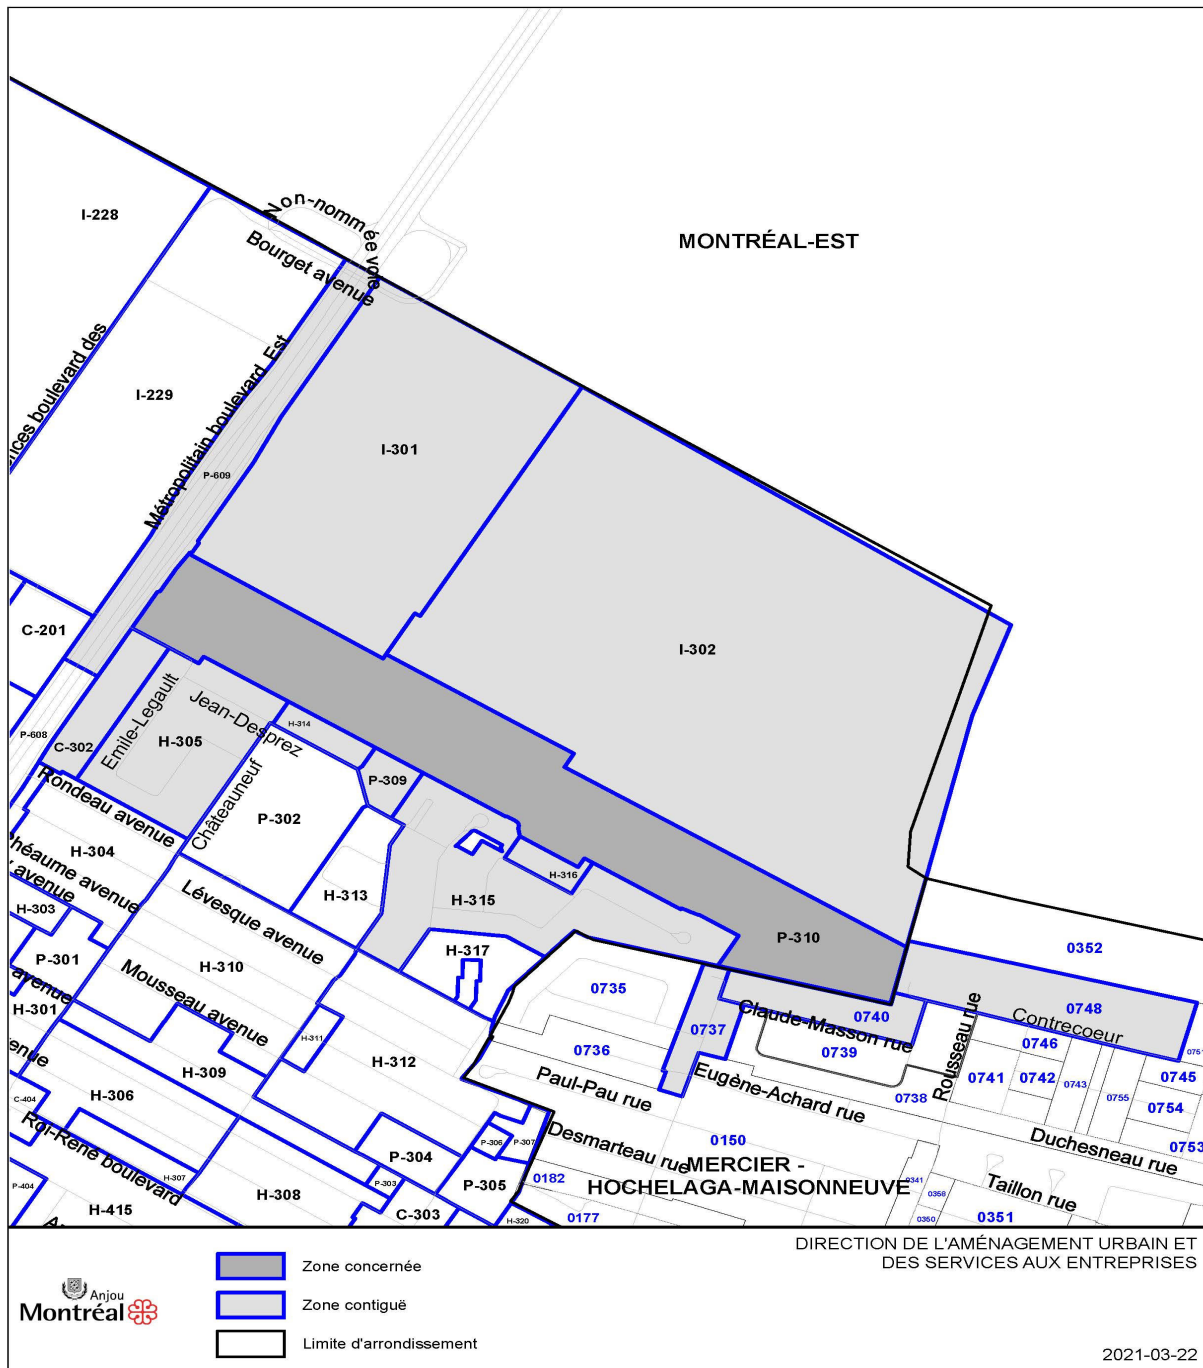 I-228
Non-nommée voie
MONTRÉAL-EST
Bourget avenue
nces boulevard des
I-229
Métropolitain boulevard Est
I-301
P-609
C-201
I-302
P-608
C-302
Emile-Legault
H-305
Jean-Desprez
H-314
Châteauneuf
P-309
P-302
Rondeau avenue
H-304
héaume avenue
avenue
H-303
H-313
H-315
H-316
Lévesque avenue
P-310
0352
P-301
H-310
H-317
avenue
Mousseau avenue
0735
0737
Claude-Masson rue
0740
0748
Contrecoeur
H-301
enue
H-311
H-312
0736
0739
Rousseau rue
0746
0751
H-309
Paul-Pau rue
Eugène-Achard rue
0741
0742
0743
0755
0745
C-404
H-306
0738
0754
Roi-René boulevard
P-306
P-307
Desmarteau rue
0150
Duchesneau rue
0753
P-304
MERCIER -
HOCHELAGA-MAISONNEUVE
H-307
P-303
P-305
0182
0341
0358
Taillon rue
P-404
H-308
H-415
C-303
H-320
0177
0350
0351
DIRECTION DE L'AMÉNAGEMENT URBAIN ET
DES SERVICES AUX ENTREPRISES
Zone concernée
Anjou
Montréal
Zone contiguë
Limite d'arrondissement
2021-03-22